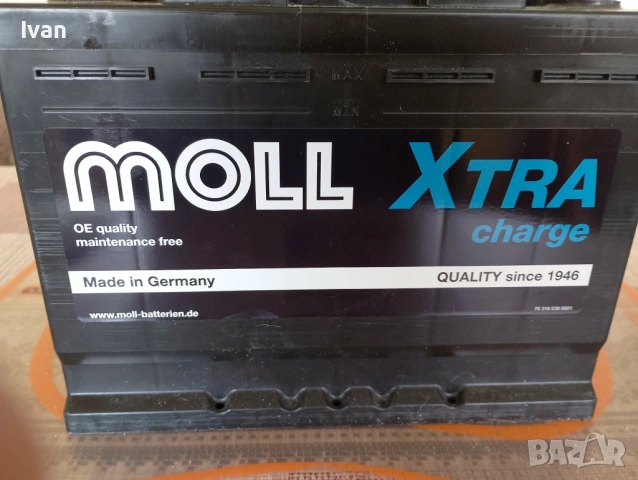 Ivan
MAX
MIN
MOLL XTRA
charge
OE quality
maintenance free
Made in Germany
QUALITY since 1946
www.moll-batterien.de
BAZAR